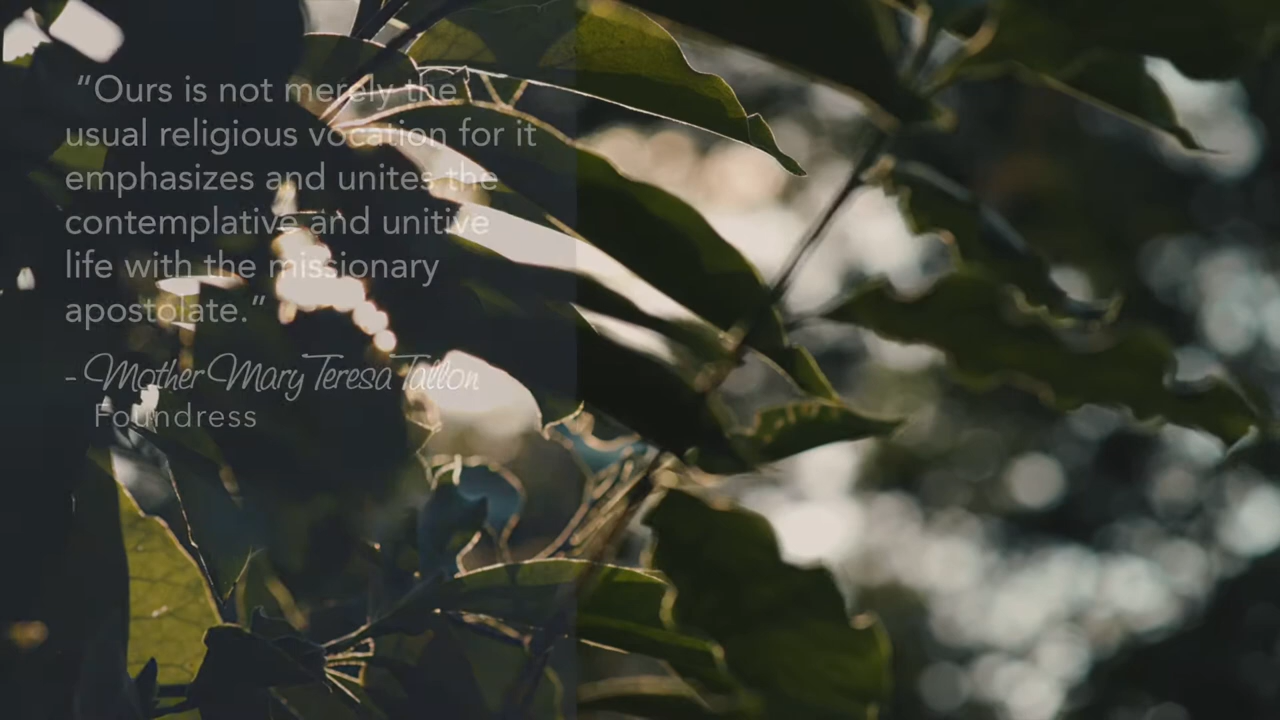 “Ours is not merely the
usual religious vocation for it
emphasizes and unites the
contemplative and unitive
life with the missionary
apostolate.”
- Mother Mary Teresa Tallon
Foundress